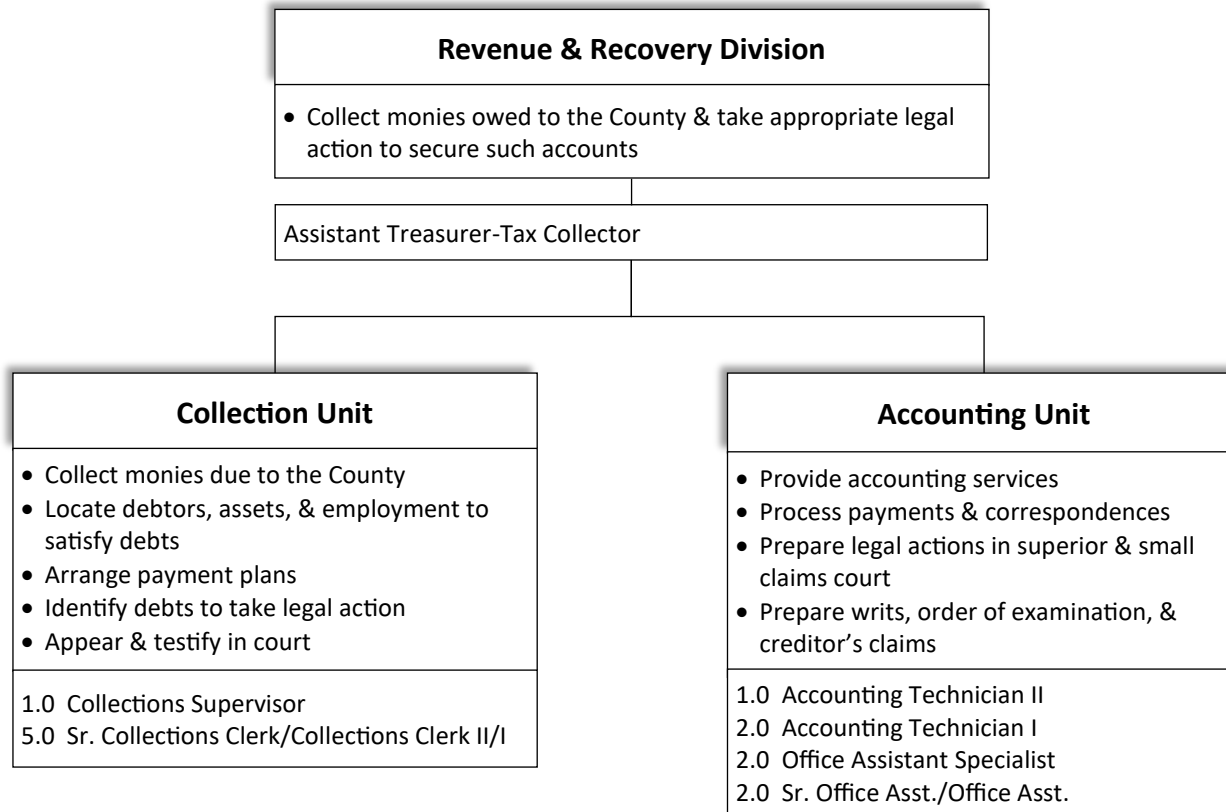 Revenue & Recovery Division
• Collect monies owed to the County & take appropriate legal
action to secure such accounts
Assistant Treasurer-Tax Collector
Collection Unit
• Collect monies due to the County
• Locate debtors, assets, & employment to
satisfy debts
• Arrange payment plans
• Identify debts to take legal action
• Appear & testify in court
1.0 Collections Supervisor
5.0 Sr. Collections Clerk/Collections Clerk II/I
Accounting Unit
• Provide accounting services
• Process payments & correspondences
• Prepare legal actions in superior & small
claims court
• Prepare writs, order of examination, &
creditor’s claims
1.0 Accounting Technician II
2.0 Accounting Technician I
2.0 Office Assistant Specialist
2.0 Sr. Office Asst./Office Asst.